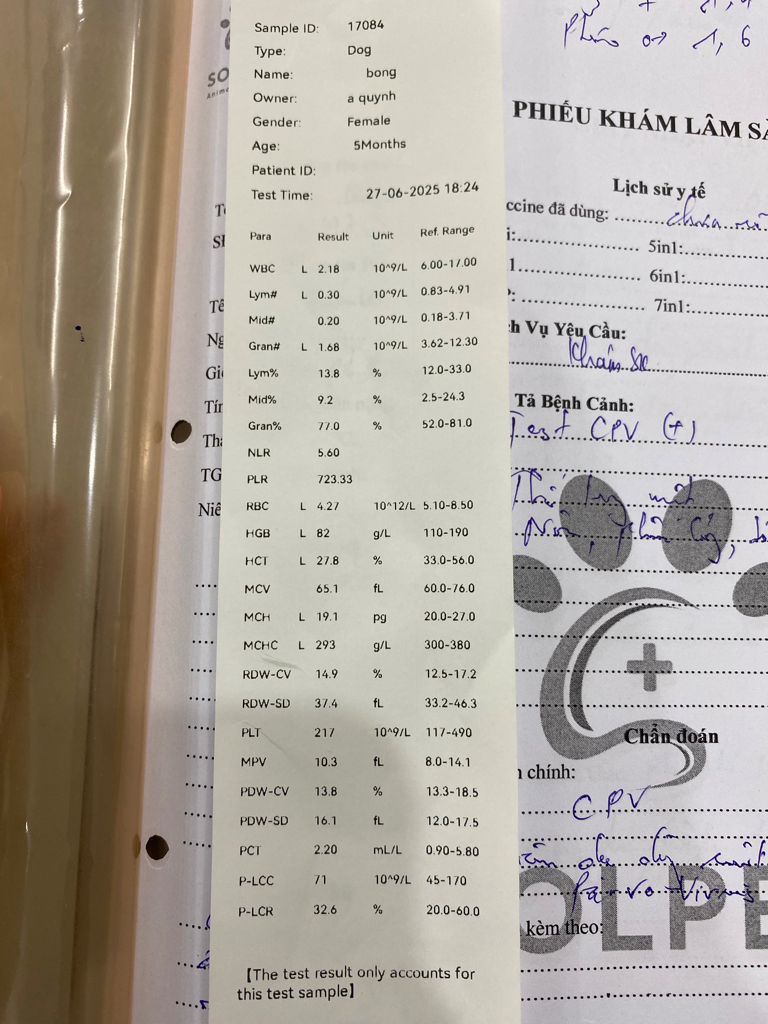 Sample ID: 17084
Type: Dog
Name: bong
Owner: a quynh
Gender: Female
Age: 5Months
Patient ID:
Test Time: 27-06-2025 18:24
Para Result Unit Ref. Range
WBC L 2.18 10^9/L 6.00-17.00
Lym# L 0.30 10^9/L 0.83-4.91
Mid# 0.20 10^9/L 0.18-3.71
Gran# L 1.68 10^9/L 3.62-12.30
Lym% 13.8 % 12.0-33.0
Mid% 9.2 % 2.5-24.3
Gran% 77.0 % 52.0-81.0
NLR 5.60
PLR 723.33
RBC L 4.27 10^12/L 5.10-8.50
HGB L 82 g/L 110-190
HCT L 27.8 % 33.0-56.0
MCV 65.1 fL 60.0-76.0
MCH L 19.1 pg 20.0-27.0
MCHC L 293 g/L 300-380
RDW-CV 14.9 % 12.5-17.2
RDW-SD 37.4 fL 33.2-46.3
PLT 217 10^9/L 117-490
MPV 10.3 fL 8.0-14.1
PDW-CV 13.8 % 13.3-18.5
PDW-SD 16.1 fL 12.0-17.5
PCT 2.20 mL/L 0.90-5.80
P-LCC 71 10^9/L 45-170
P-LCR 32.6 % 20.0-60.0
【The test result only accounts for
this test sample】
1, 6
PHIẾU KHÁM LÂM
Lịch sử y tế
ccine đã dùng: chưa
5in1:
6in1:
7in1:
Vụ Yêu Cầu:
Khám SK
Tả Bệnh Cảnh:
Test CPV (+)
Chẩn đoán
chính:
CPV
Parvo Virus
kèm theo: